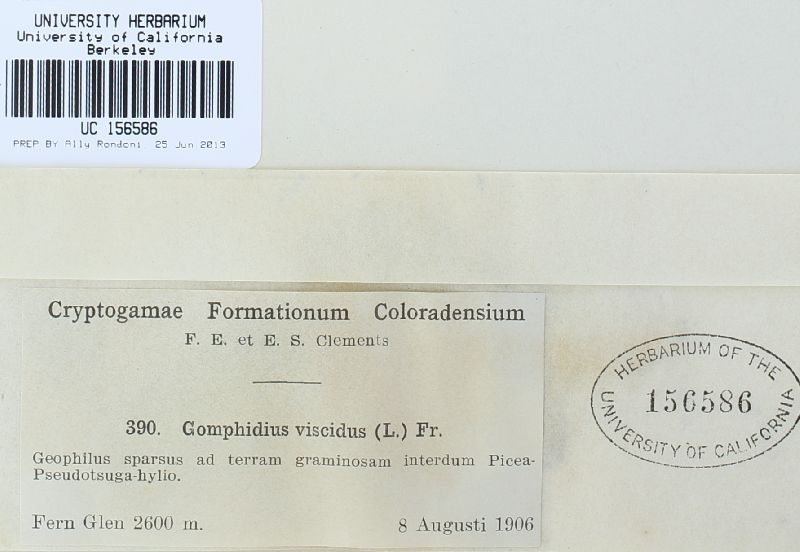 UNIVERSITY HERBARIUM
University of California
Berkeley
UC 156586
PREP BY Ally Rondoni 25 Jun 2013
Cryptogamae Formationum Coloradensium
F. E. et E. S. Clements
390. Gomphidius viscidus (L.) Fr.
Geophilus sparsus ad terram graminosam interdum Picea-
Pseudotsuga-hylio.
Fern Glen 2600 m. 8 Augusti 1906
HERBARIUM OF THE
156586
UNIVERSITY OF CALIFORNIA